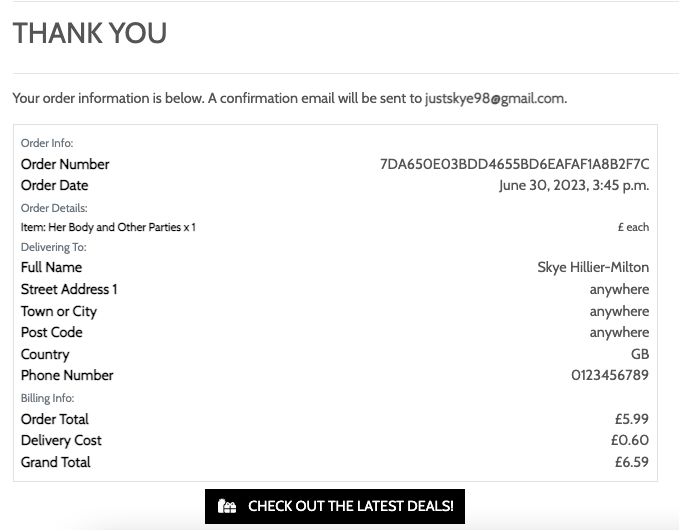 THANK YOU
Your order information is below. A confirmation email will be sent to justskye98@gmail.com.
Order Info:
Order Number 7DA650E03BDD4655BD6EAFAF1A8B2F7C
Order Date June 30, 2023, 3:45 p.m.
Order Details:
Item: Her Body and Other Parties x 1 £ each
Delivering To:
Full Name Skye Hillier-Milton
Street Address 1 anywhere
Town or City anywhere
Post Code anywhere
Country GB
Phone Number 0123456789
Billing Info:
Order Total £5.99
Delivery Cost £0.60
Grand Total £6.59
CHECK OUT THE LATEST DEALS!